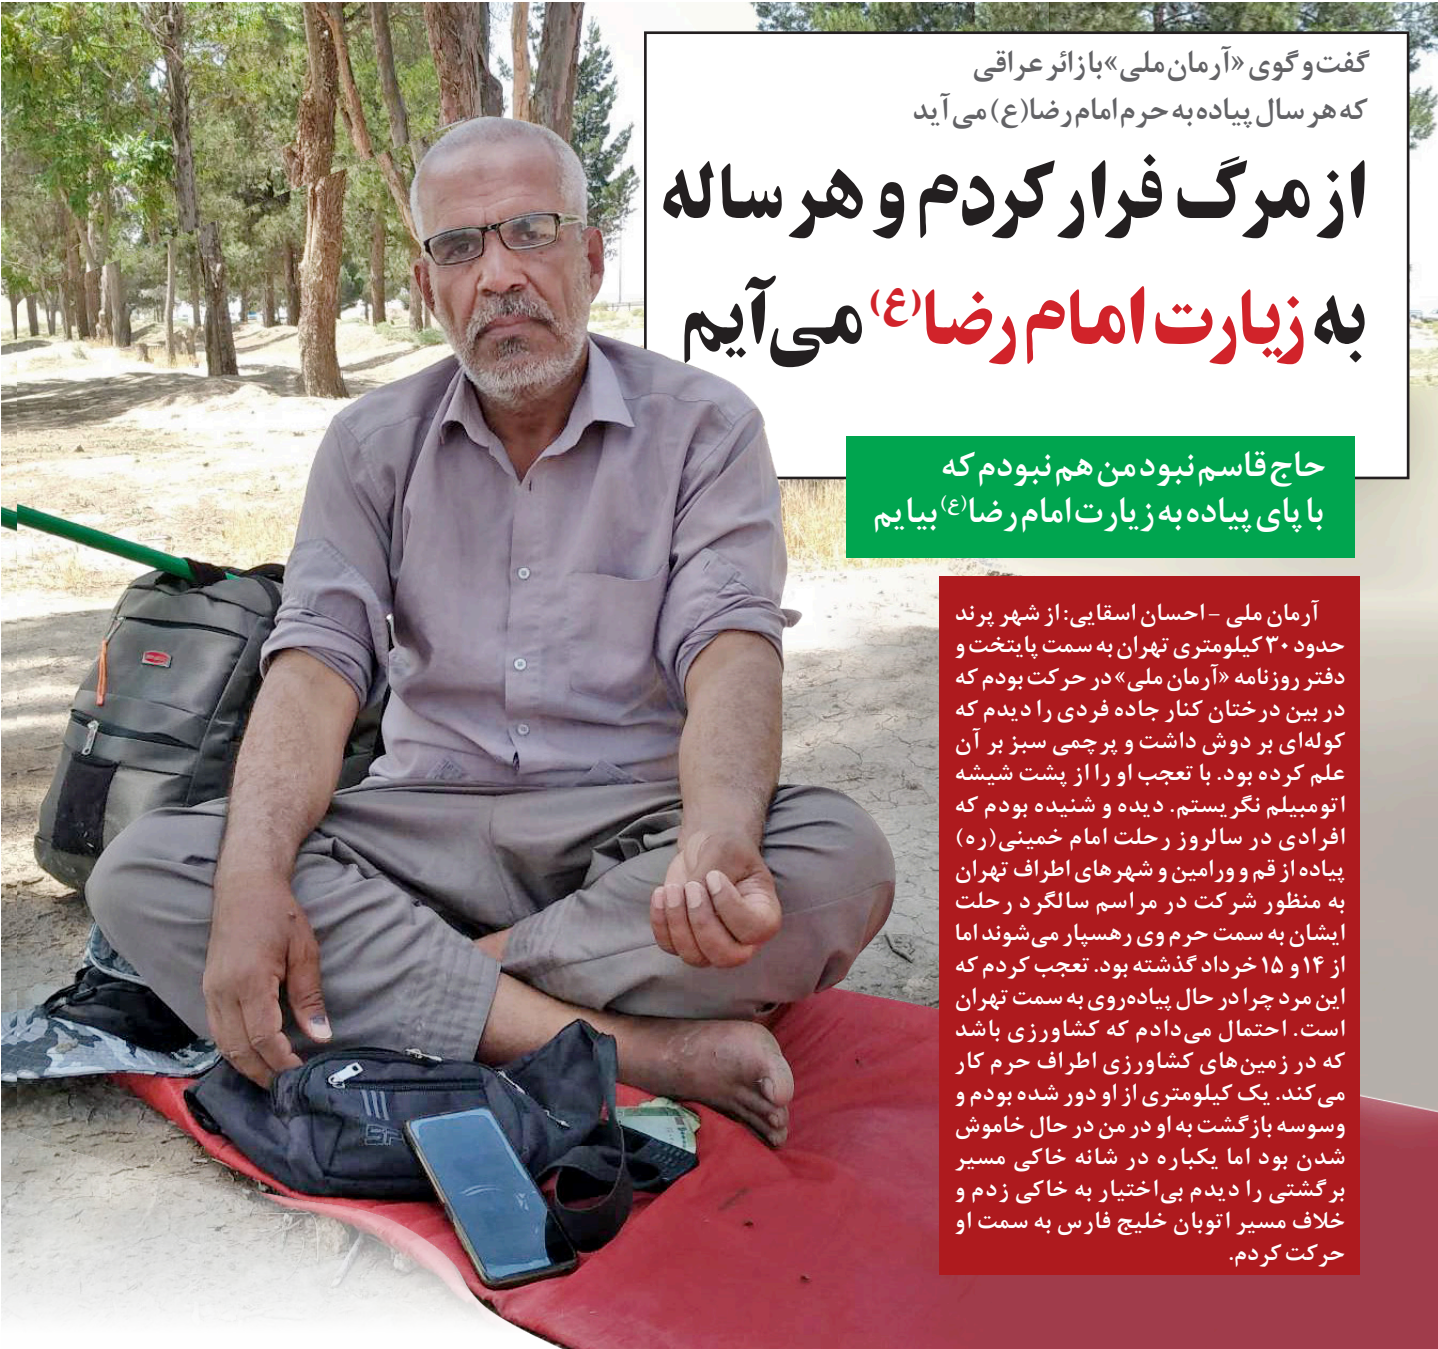 گفت‌وگوی «آرمان ملی» با زائر عراقی
که هر سال پیاده به حرم امام رضا(ع) می‌آید
از مرگ فرار کردم و هر ساله
به زیارت امام رضا(ع) می‌آیم
حاج قاسم نبود من هم نبودم که
با پای پیاده به زیارت امام رضا(ع) بیایم
آرمان ملی - احسان اسقایی: از شهر پرند
حدود ۳۰ کیلومتری تهران به سمت پایتخت و
دفتر روزنامه «آرمان ملی» در حرکت بودم که
در بین درختان کنار جاده فردی را دیدم که
کوله‌ای بر دوش داشت و پرچمی سبز بر آن
علم کرده بود. با تعجب او را از پشت شیشه
اتومبیلم نگریستم. دیده و شنیده بودم که
افرادی در سالروز رحلت امام خمینی(ره)
پیاده از قم و ورامین و شهرهای اطراف تهران
به منظور شرکت در مراسم سالگرد رحلت
ایشان به سمت حرم وی رهسپار می‌شوند اما
از ۱۴ و ۱۵ خرداد گذشته بود. تعجب کردم که
این مرد چرا در حال پیاده‌روی به سمت تهران
است. احتمال می‌دادم که کشاورزی باشد
که در زمین‌های کشاورزی اطراف حرم کار
می‌کند. یک کیلومتری از او دور شده بودم و
وسوسه بازگشت به او در من در حال خاموش
شدن بود اما یکباره در شانه خاکی مسیر
برگشتی را دیدم بی‌اختیار به خاکی زدم و
خلاف مسیر اتوبان خلیج فارس به سمت او
حرکت کردم.